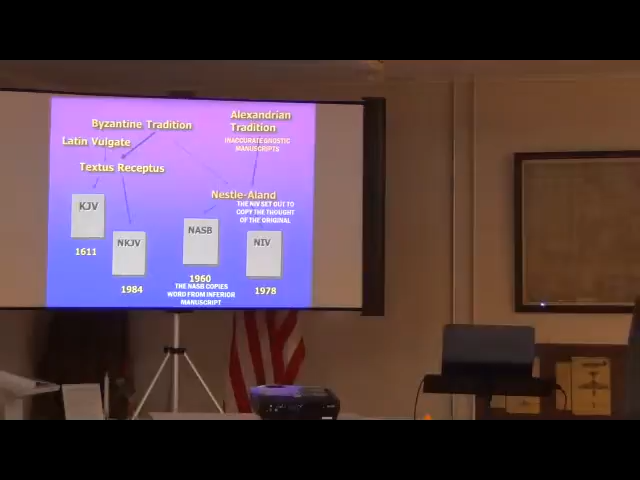 Byzantine Tradition
Alexandrian
Tradition
INACCURATE GNOSTIC
MANUSCRIPTS
Latin Vulgate
Textus Receptus
Nestle-Aland
THE NIV SET OUT TO
COPY THE THOUGHT
OF THE ORIGINAL
KJV
1611
NKJV
1984
NASB
1960
THE NASB COPIES
WORD FROM INFERIOR
MANUSCRIPT
NIV
1978